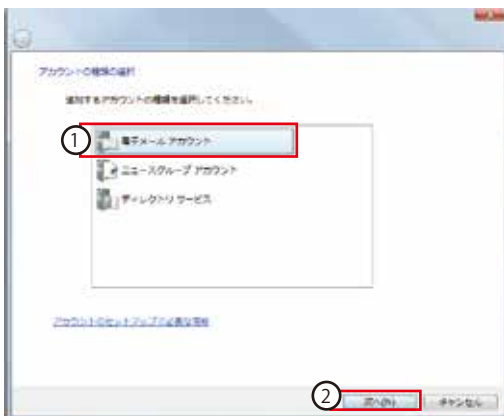 アカウントの種類の選択
追加するアカウントの種類を選択してください。
① 電子メール アカウント
ニュースグループ アカウント
ディレクトリ サービス
アカウントのセットアップに必要な情報
② 次へ(N) キャンセル